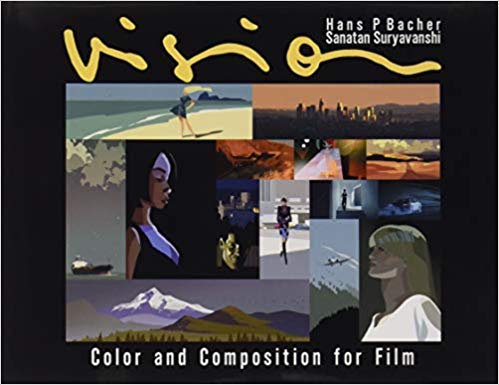 Hans P Bacher
Sanatan Suryavanshi
vision
Color and Composition for Film